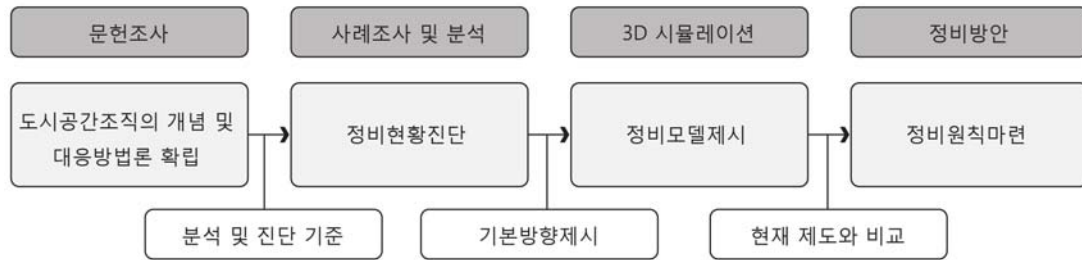 문헌조사
사례조사 및 분석
3D 시뮬레이션
정비방안
도시공간조직의 개념 및
대응방법론 확립
정비현황진단
정비모델제시
정비원칙마련
분석 및 진단 기준
기본방향제시
현재 제도와 비교